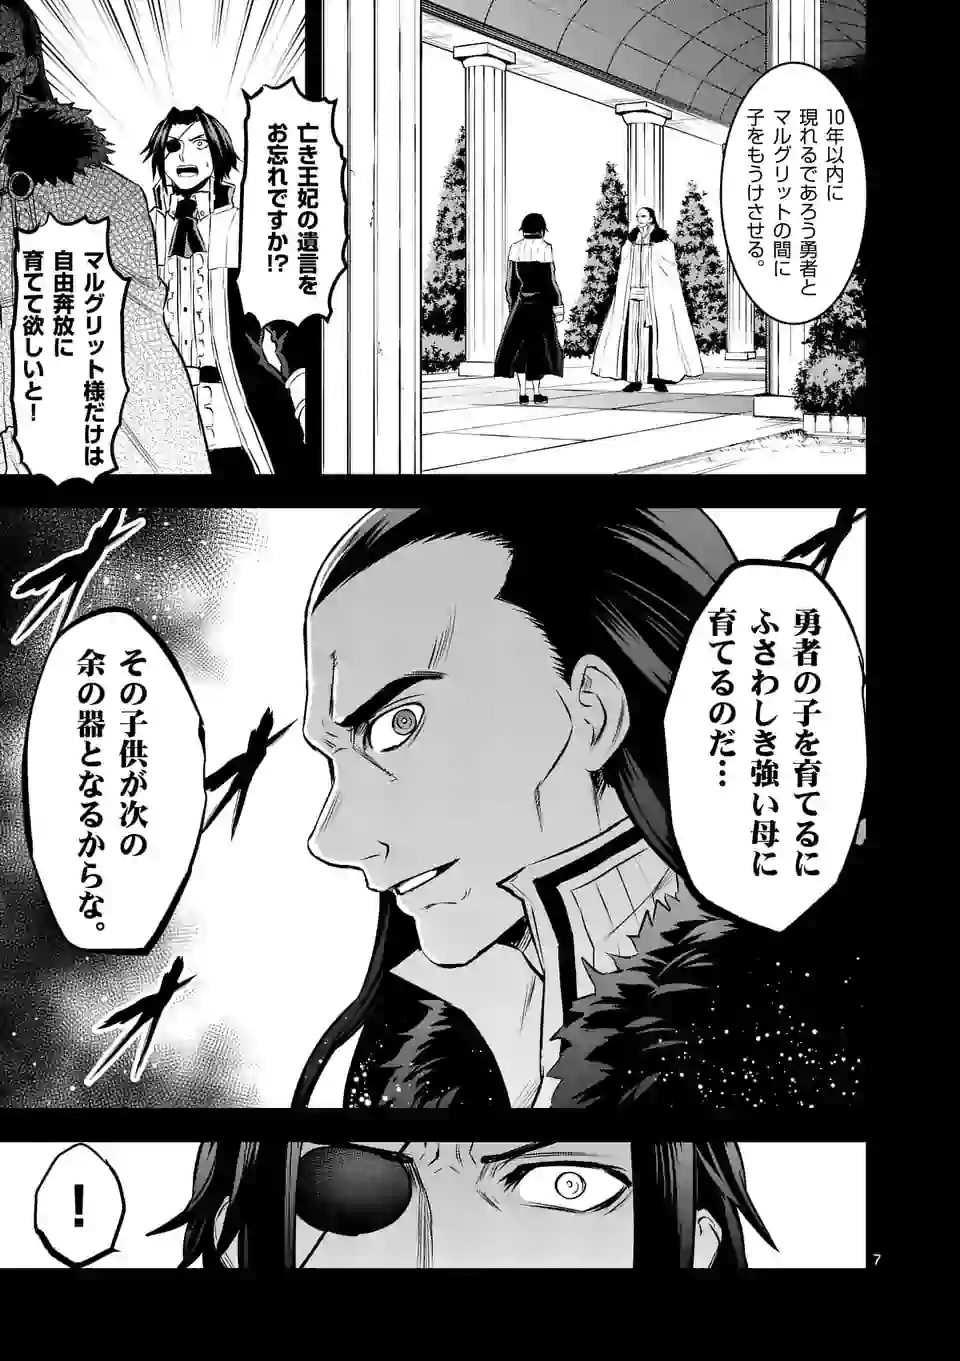 10年以内に
現れるであろう勇者と
マルグリットの間に
子をもうけさせる。
亡き王妃の遺言を
お忘れですか!?
マルグリット様だけは
自由奔放に
育てて欲しいと!
勇者の子を育てるに
ふさわしき強い母に
育てるのだ…
その子供が次の
余の器となるからな。
!
7